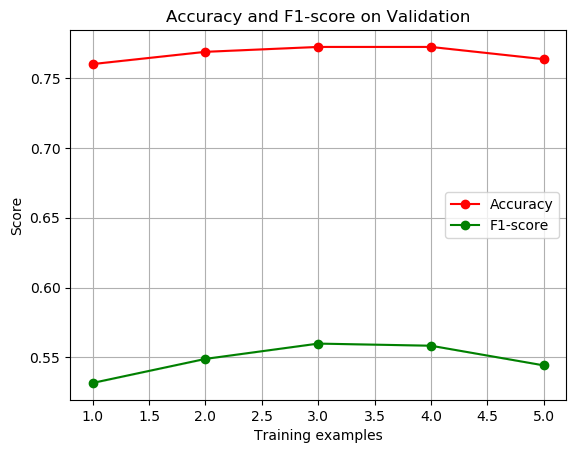 Accuracy and F1-score on Validation
Score
0.75
0.70
0.65
0.60
0.55
Accuracy
F1-score
1.0 1.5 2.0 2.5 3.0 3.5 4.0 4.5 5.0
Training examples